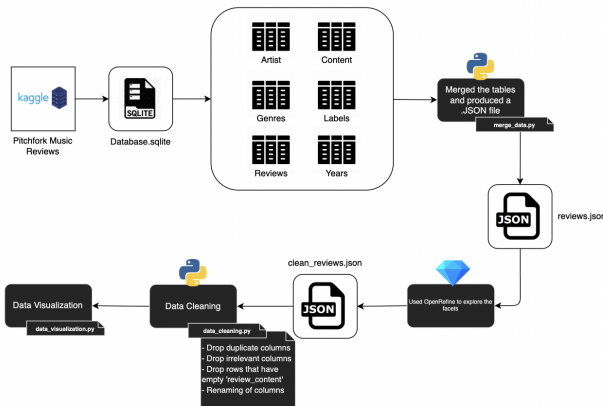 kaggle
Pitchfork Music
Reviews
SQLITE
Database.sqlite
Artist
Content
Genres
Labels
Reviews
Years
Merged the tables
and produced a
JSON file
merge_data.py
JSON
reviews.json
Used OpenRefine to explore the
facets
clean_reviews.json
JSON
Data Cleaning
data_cleaning.py
- Drop duplicate columns
- Drop irrelevant columns
- Drop rows that have
empty 'review_content'
- Renaming of columns
Data Visualization
data_visualization.py